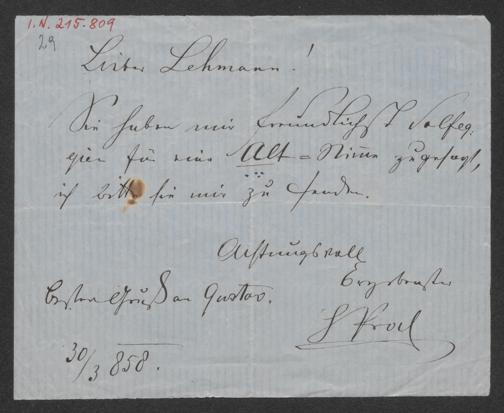 I.N. 215.809
29
Lieber Lehmann!
Sie haben mir freundlichst Solfeg-
gien für eine Alt=Stimme zugesagt,
ich bitte sie mir zu senden.
Achtungsvoll
Ergebenster
Besten Gruß an Gustav.
H Proch
30/3 858.